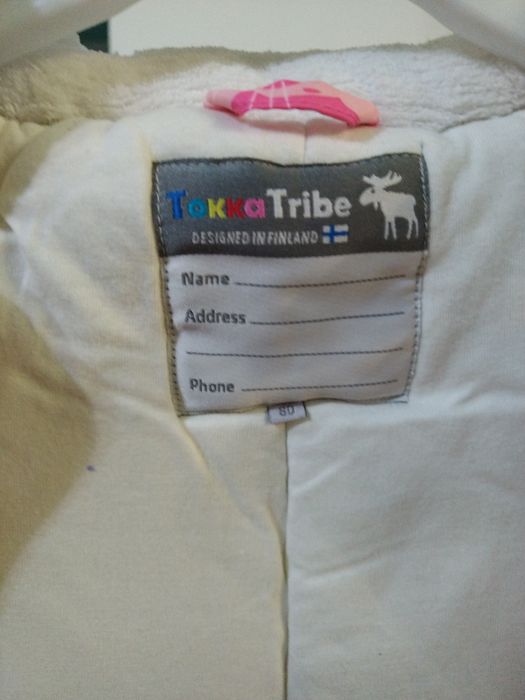 TokkaTribe
DESIGNED IN FINLAND
Name
Address
Phone
80